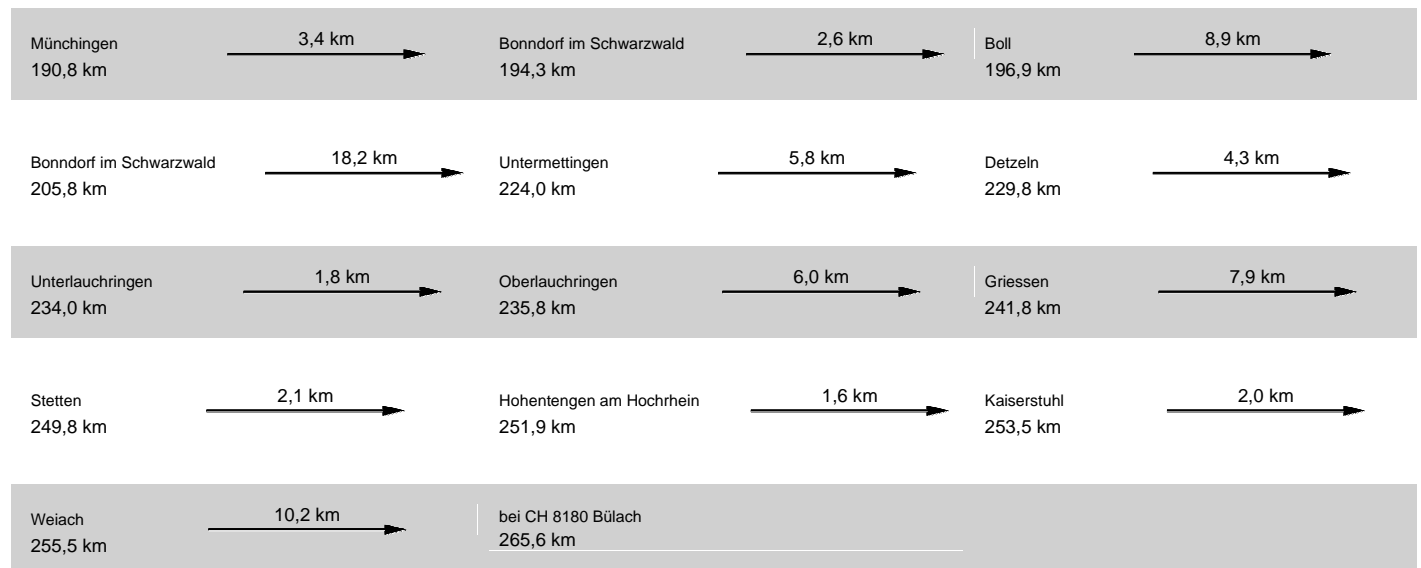 Münchingen
190,8 km
3,4 km
Bonndorf im Schwarzwald
194,3 km
2,6 km
Boll
196,9 km
8,9 km
Bonndorf im Schwarzwald
205,8 km
18,2 km
Untermettingen
224,0 km
5,8 km
Detzeln
229,8 km
4,3 km
Unterlauchringen
234,0 km
1,8 km
Oberlauchringen
235,8 km
6,0 km
Griessen
241,8 km
7,9 km
Stetten
249,8 km
2,1 km
Hohentengen am Hochrhein
251,9 km
1,6 km
Kaiserstuhl
253,5 km
2,0 km
Weiach
255,5 km
10,2 km
bei CH 8180 Bülach
265,6 km